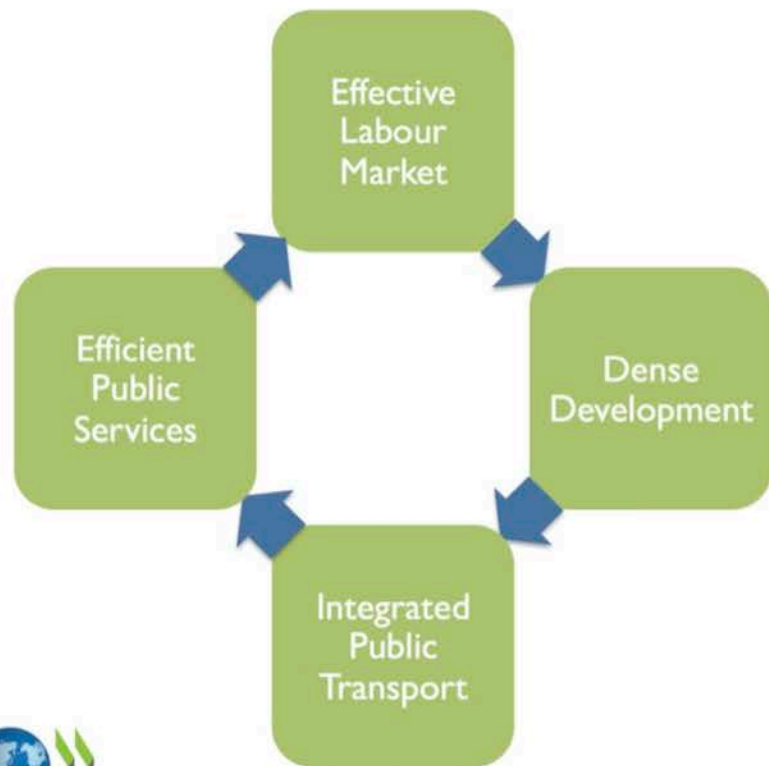 Effective
Labour
Market
Dense
Development
Integrated
Public
Transport
Efficient
Public
Services